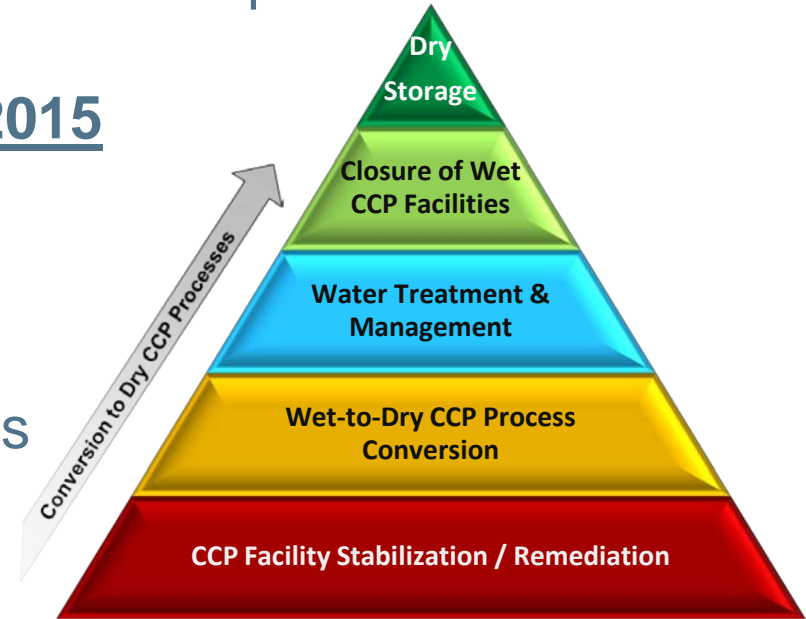 2015
s
Dry
Storage
Closure of Wet
CCP Facilities
Water Treatment &
Management
Wet-to-Dry CCP Process
Conversion
CCP Facility Stabilization / Remediation
Conversion to Dry CCP Processes